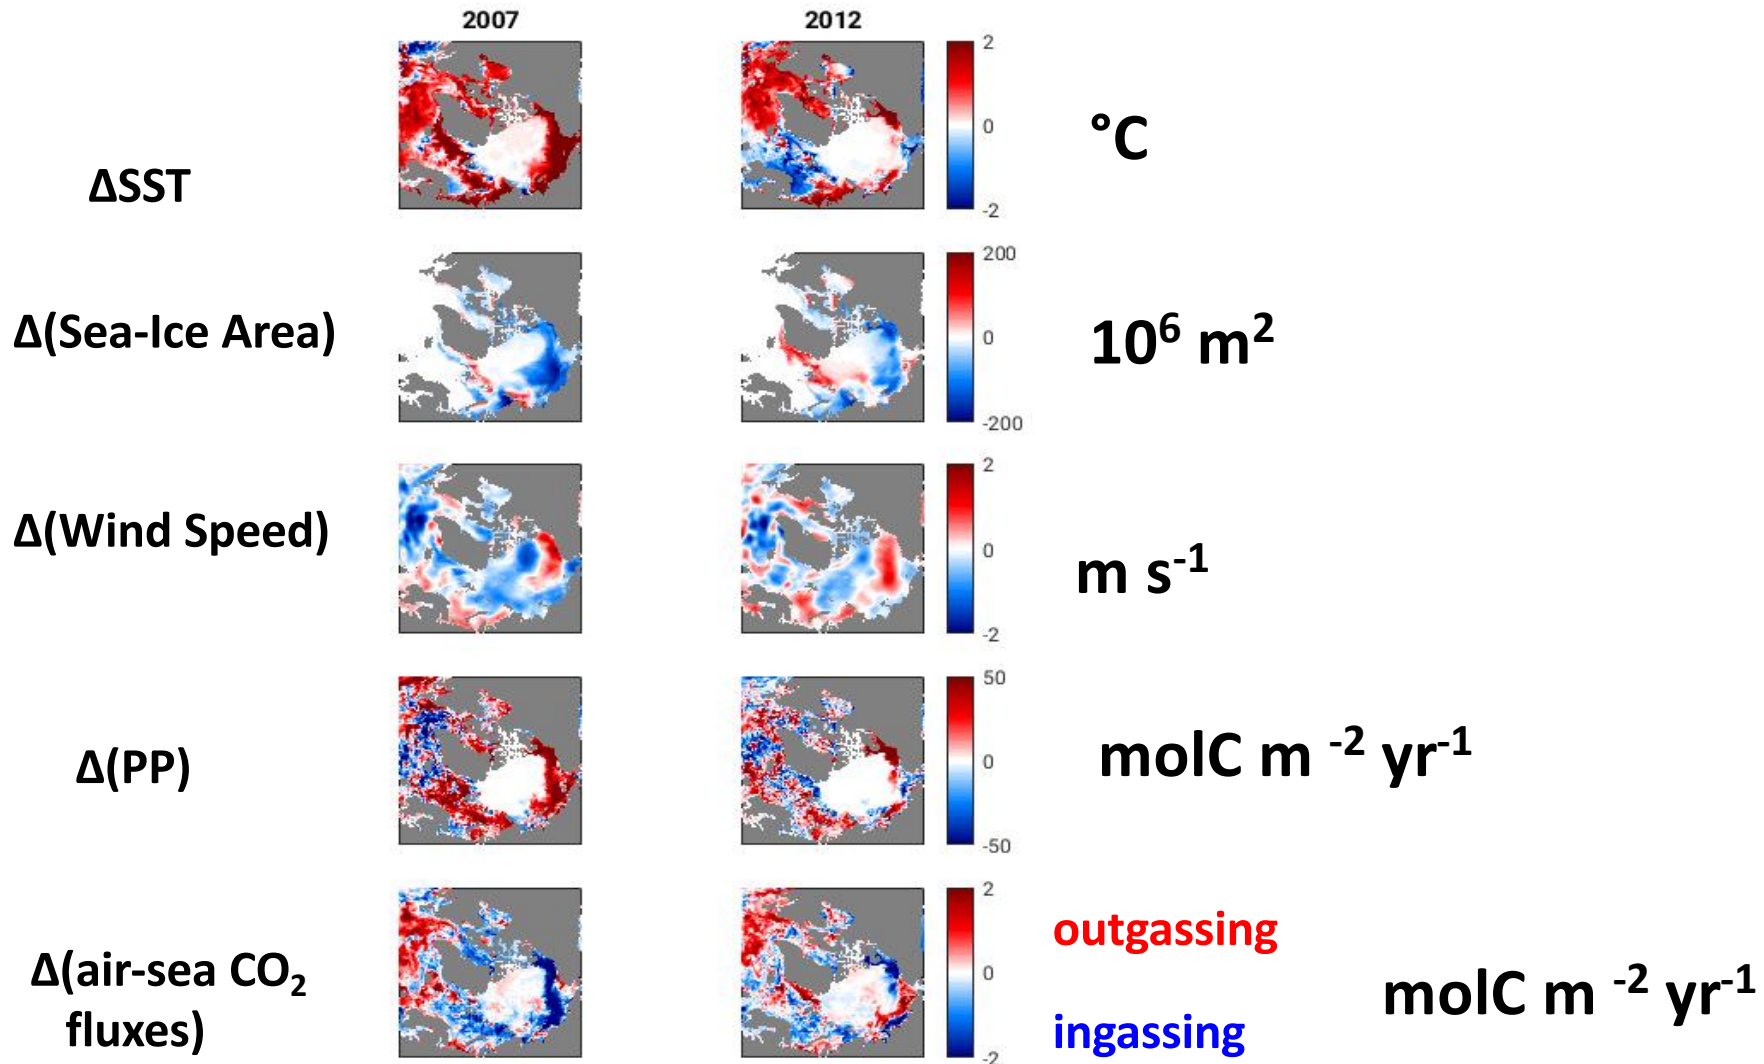 2007 2012
ΔSST
2
0
-2
°C
Δ(Sea-Ice Area)
200
0
-200
10⁶ m²
Δ(Wind Speed)
2
0
-2
m s⁻¹
Δ(PP)
50
0
-50
molC m ⁻² yr⁻¹
Δ(air-sea CO₂
fluxes)
2
0
-2
outgassing
ingassing
molC m ⁻² yr⁻¹